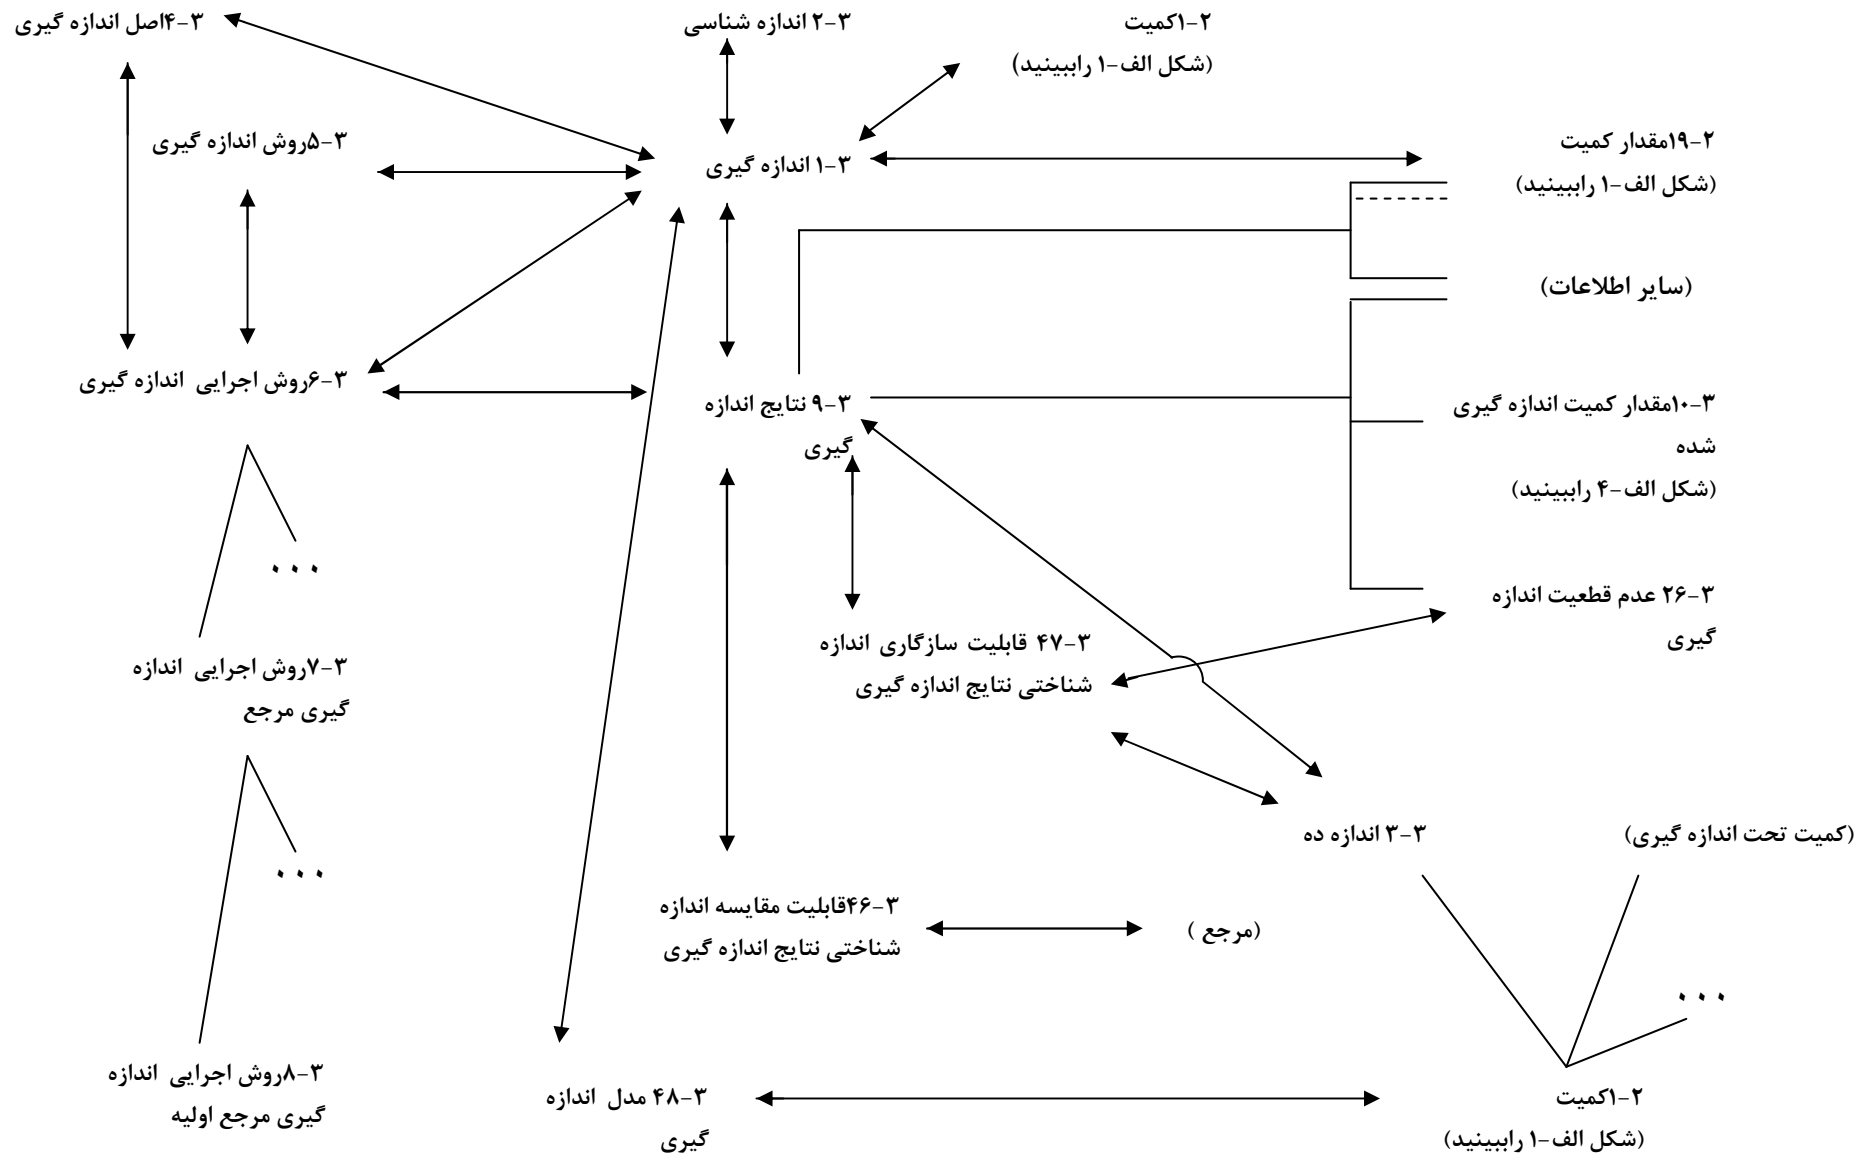 ۳-۴اصل اندازه گیری
۳-۲ اندازه شناسی
۲-۱کمیت
(شکل الف-۱ راببینید)
۳-۵روش اندازه گیری
۳-۱ اندازه گیری
۲-۱۹مقدار کمیت
(شکل الف-۱ راببینید)
(سایر اطلاعات)
۳-۶روش اجرایی اندازه گیری
۳-۹ نتایج اندازه
گیری
۳-۱۰مقدار کمیت اندازه گیری
شده
(شکل الف-۴ راببینید)
...
۳-۲۶ عدم قطعیت اندازه
گیری
۳-۴۷ قابلیت سازگاری اندازه
شناختی نتایج اندازه گیری
۳-۷روش اجرایی اندازه
گیری مرجع
۳-۳ اندازه ده
(کمیت تحت اندازه گیری)
...
۳-۴۶قابلیت مقایسه اندازه
شناختی نتایج اندازه گیری
(مرجع )
...
۳-۸روش اجرایی اندازه
گیری مرجع اولیه
۳-۴۸ مدل اندازه
گیری
۲-۱کمیت
(شکل الف-۱ راببینید)